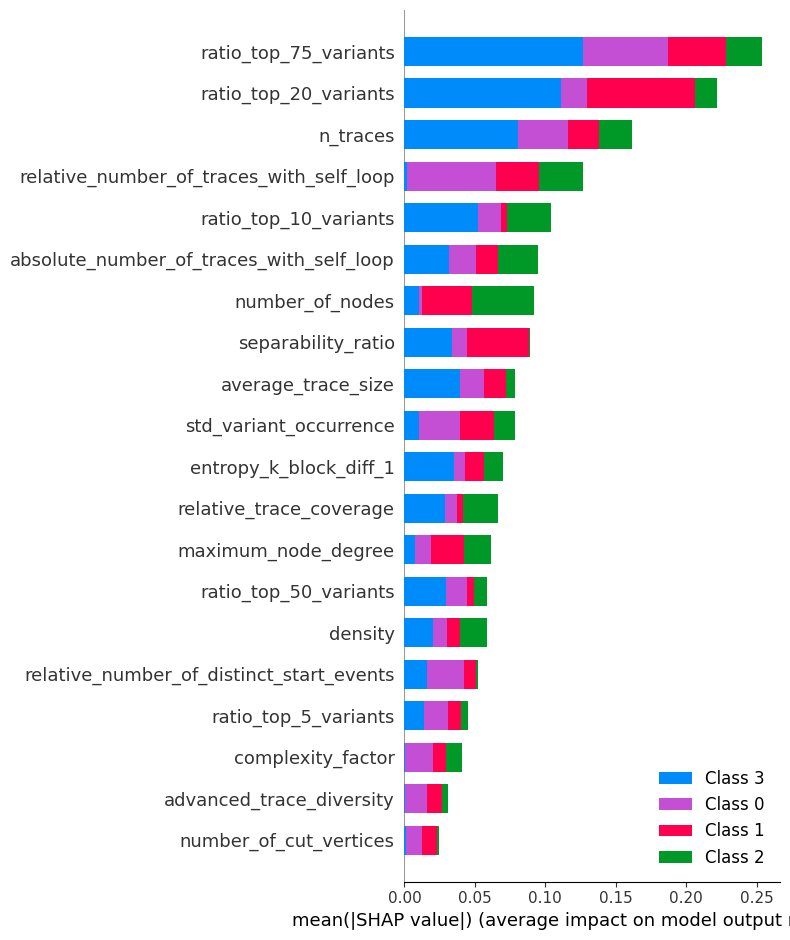 ratio_top_75_variants
ratio_top_20_variants
n_traces
relative_number_of_traces_with_self_loop
ratio_top_10_variants
absolute_number_of_traces_with_self_loop
number_of_nodes
separability_ratio
average_trace_size
std_variant_occurrence
entropy_k_block_diff_1
relative_trace_coverage
maximum_node_degree
ratio_top_50_variants
density
relative_number_of_distinct_start_events
ratio_top_5_variants
complexity_factor
advanced_trace_diversity
number_of_cut_vertices
Class 3
Class 0
Class 1
Class 2
0.00 0.05 0.10 0.15 0.20 0.25
mean(|SHAP value|) (average impact on model output